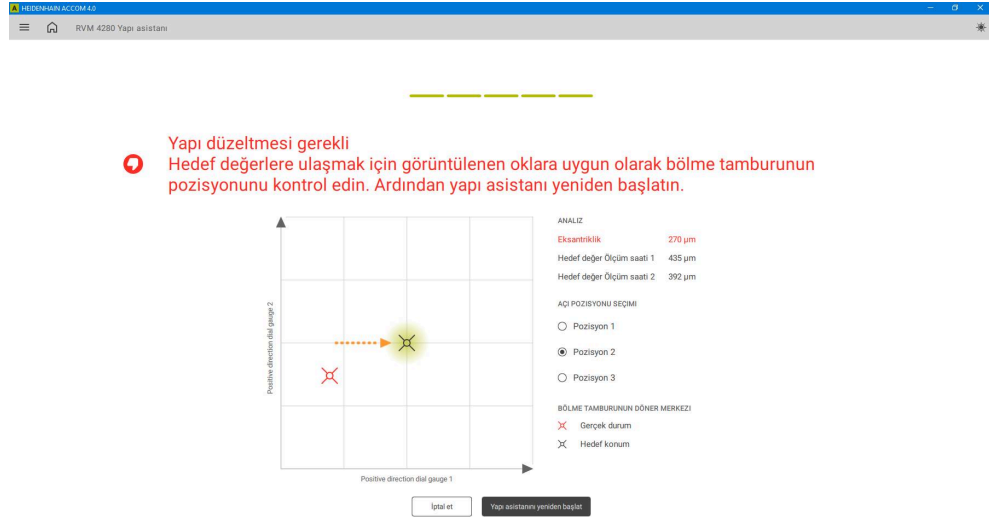 HEIDENHAIN ACCOM 4.0
RVM 4280 Yapı asistanı
Yapı düzeltmesi gerekli
Hedef değerlere ulaşmak için görüntülenen oklara uygun olarak bölme tamburunun
pozisyonunu kontrol edin. Ardından yapı asistanı yeniden başlatın.
Positive direction dial gauge 2
Positive direction dial gauge 1
ANALIZ
Eksantriklik 270 µm
Hedef değer Ölçüm saati 1 435 µm
Hedef değer Ölçüm saati 2 392 µm
AÇI POZISYONU SEÇIMI
Pozisyon 1
Pozisyon 2
Pozisyon 3
BÖLME TAMBURUNUN DÖNER MERKEZI
Gerçek durum
Hedef konum
İptal et
Yapı asistanını yeniden başlat